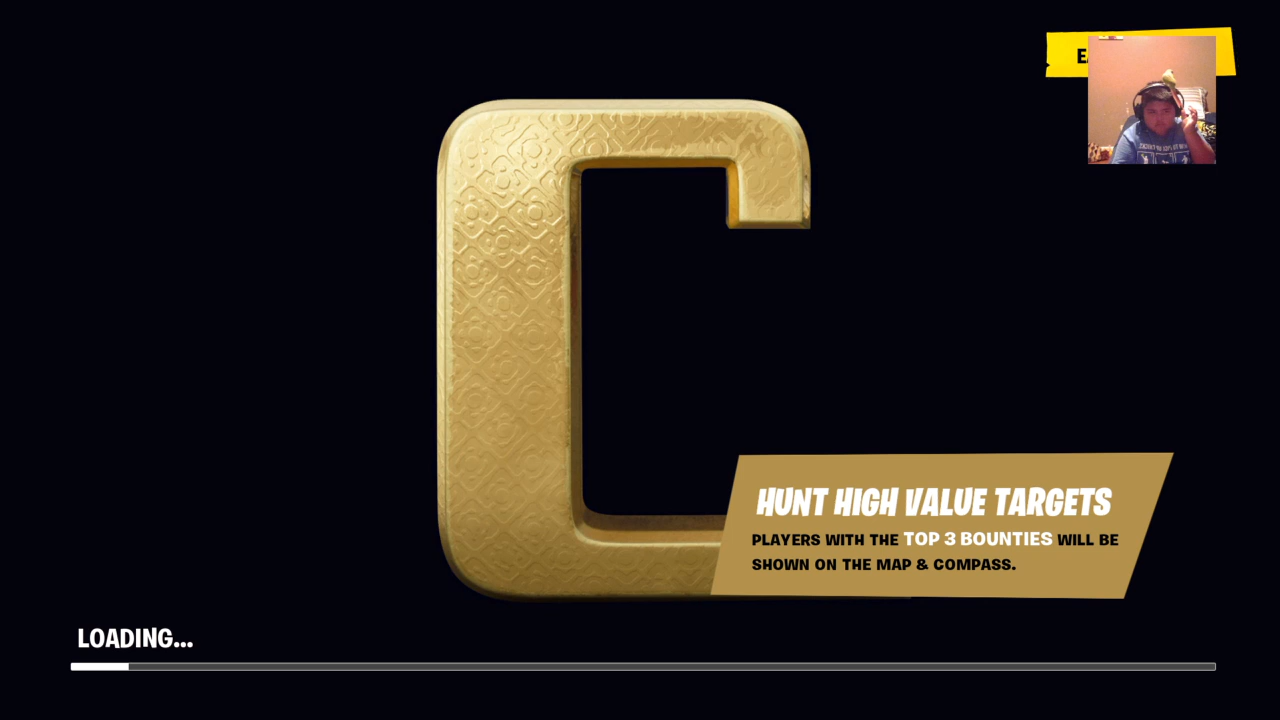 C
HUNT HIGH VALUE TARGETS
PLAYERS WITH THE TOP 3 BOUNTIES WILL BE
SHOWN ON THE MAP & COMPASS.
LOADING...